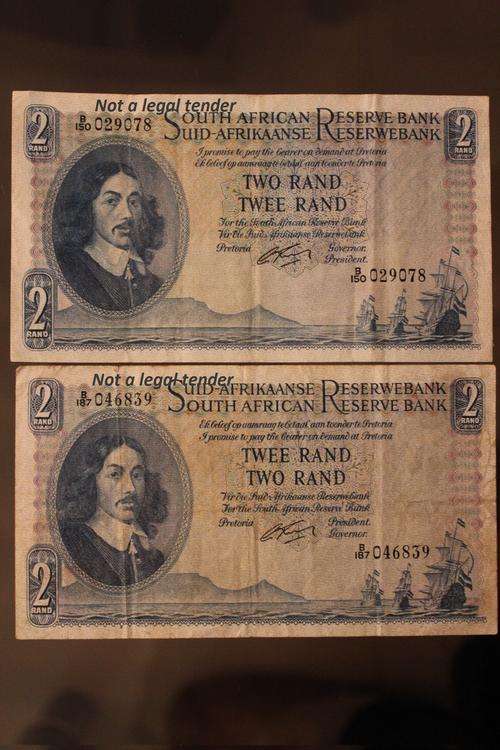 Not a legal tender
2
RAND
B/150 029078
SOUTH AFRICAN RESERVE BANK
SUID-AFRIKAANSE RESERWEBANK
2
RAND
I promise to pay the Bearer on demand at Pretoria
Ek beloof op aanvraag te betaal aan toonder te Pretoria
TWO RAND
TWEE RAND
For the South African Reserve Bank
Vir die Suid-Afrikaanse Reserwebank
Pretoria
Governor.
President.
B/150 029078
2
RAND
Not a legal tender
2
RAND
B/187 046839
SUID-AFRIKAANSE RESERWEBANK
SOUTH AFRICAN RESERVE BANK
2
RAND
Ek beloof op aanvraag te betaal aan toonder te Pretoria
I promise to pay the Bearer on demand at Pretoria
TWEE RAND
TWO RAND
Vir die Suid-Afrikaanse Reserwebank
For the South African Reserve Bank
Pretoria
President.
Governor.
B/187 046839
2
RAND